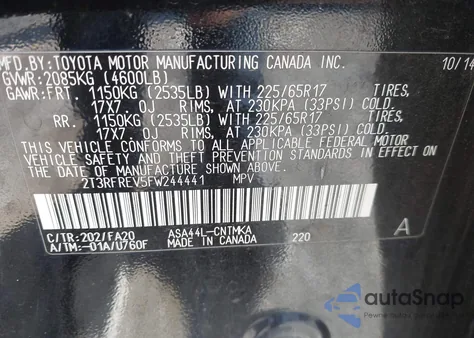 MFD.BY:TOYOTA MOTOR MANUFACTURING CANADA INC. 10/14
GVWR:2085KG (4600LB)
GAWR:FRT. 1150KG (2535LB) WITH 225/65R17 TIRES,
17X7 OJ RIMS, AT 230KPA (33PSI) COLD.
RR. 1150KG (2535LB) WITH 225/65R17 TIRES,
17X7 OJ RIMS, AT 230KPA (33PSI) COLD.
THIS VEHICLE CONFORMS TO ALL APPLICABLE FEDERAL MOTOR
VEHICLE SAFETY AND BUMPER STANDARDS IN EFFECT ON
THE DATE OF MANUFACTURE SHOWN ABOVE.
2T3RFREV5FW244441 MPV
C/TR:202/FA20 ASA44L-CNTMKA A
A/TM:-01A/U760F MADE IN CANADA 220
autoSnap